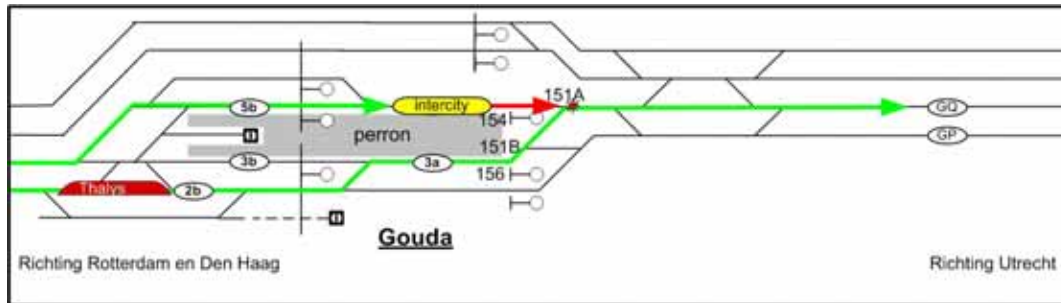 151A
5b
intercity
154
GQ
perron
151B
GP
3b
3a
156
Thalys
2b
Gouda
Richting Rotterdam en Den Haag
Richting Utrecht